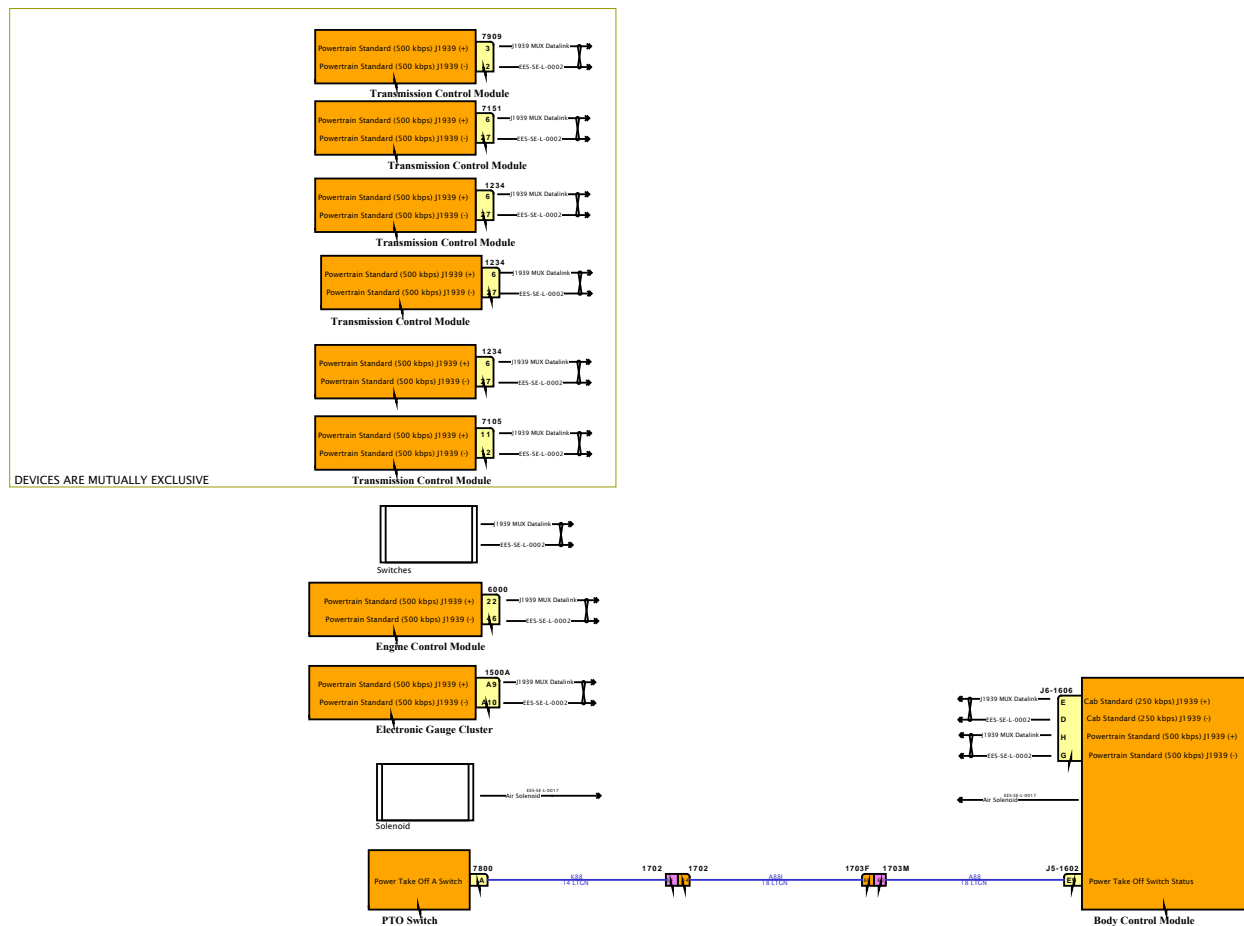 7909
Powertrain Standard (500 kbps) J1939 (+) 3 J1939 MUX Datalink
Powertrain Standard (500 kbps) J1939 (-) EES-SE-L-0002
Transmission Control Module
7151
Powertrain Standard (500 kbps) J1939 (+) 6 J1939 MUX Datalink
Powertrain Standard (500 kbps) J1939 (-) 27 EES-SE-L-0002
Transmission Control Module
1234
Powertrain Standard (500 kbps) J1939 (+) 6 J1939 MUX Datalink
Powertrain Standard (500 kbps) J1939 (-) 27 EES-SE-L-0002
Transmission Control Module
1234
Powertrain Standard (500 kbps) J1939 (+) 6 J1939 MUX Datalink
Powertrain Standard (500 kbps) J1939 (-) 27 EES-SE-L-0002
Transmission Control Module
1234
Powertrain Standard (500 kbps) J1939 (+) 6 J1939 MUX Datalink
Powertrain Standard (500 kbps) J1939 (-) 27 EES-SE-L-0002
7105
Powertrain Standard (500 kbps) J1939 (+) 11 J1939 MUX Datalink
Powertrain Standard (500 kbps) J1939 (-) EES-SE-L-0002
Transmission Control Module
DEVICES ARE MUTUALLY EXCLUSIVE
J1939 MUX Datalink
EES-SE-L-0002
Switches
6000
Powertrain Standard (500 kbps) J1939 (+) 22 J1939 MUX Datalink
Powertrain Standard (500 kbps) J1939 (-) 46 EES-SE-L-0002
Engine Control Module
1500A
Powertrain Standard (500 kbps) J1939 (+) A9 J1939 MUX Datalink
Powertrain Standard (500 kbps) J1939 (-) A10 EES-SE-L-0002
Electronic Gauge Cluster
J6-1606
J1939 MUX Datalink E Cab Standard (250 kbps) J1939 (+)
EES-SE-L-0002 D Cab Standard (250 kbps) J1939 (-)
J1939 MUX Datalink H Powertrain Standard (500 kbps) J1939 (+)
EES-SE-L-0002 G Powertrain Standard (500 kbps) J1939 (-)
EES-SE-L-0017
Air Solenoid
Solenoid
EES-SE-L-0017
Air Solenoid
7800 1702 1702 1703F 1703M J5-1602
Power Take Off A Switch A K88 A88J A88 Power Take Off Switch Status
14 LTGN 18 LTGN 18 LTGN
PTO Switch
Body Control Module